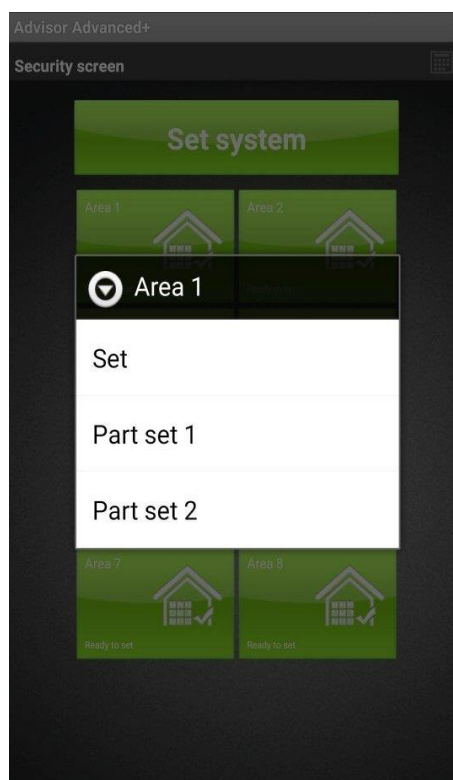 Advisor Advanced+
Security screen
Set system
Area 1
Area 2
Area 1
Set
Part set 1
Part set 2
Area 7
Area 8
Ready to set
Ready to set